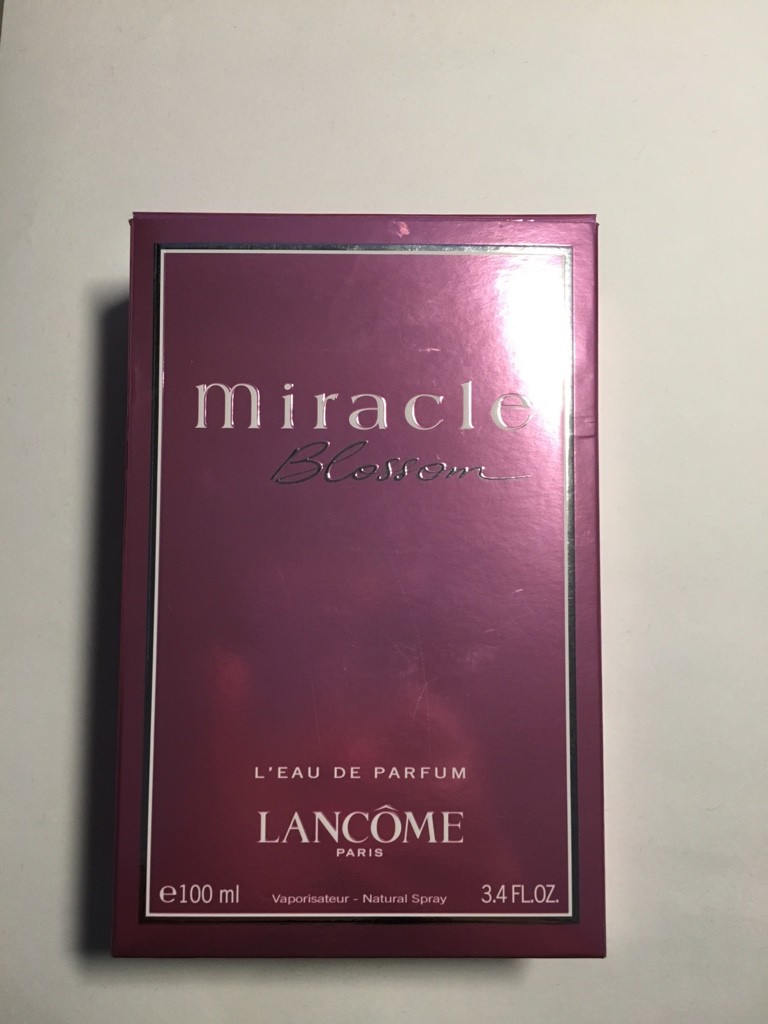 miracle
Blossom
L'EAU DE PARFUM
LANCÔME
PARIS
℮100 ml Vaporisateur - Natural Spray 3.4 FL.OZ.